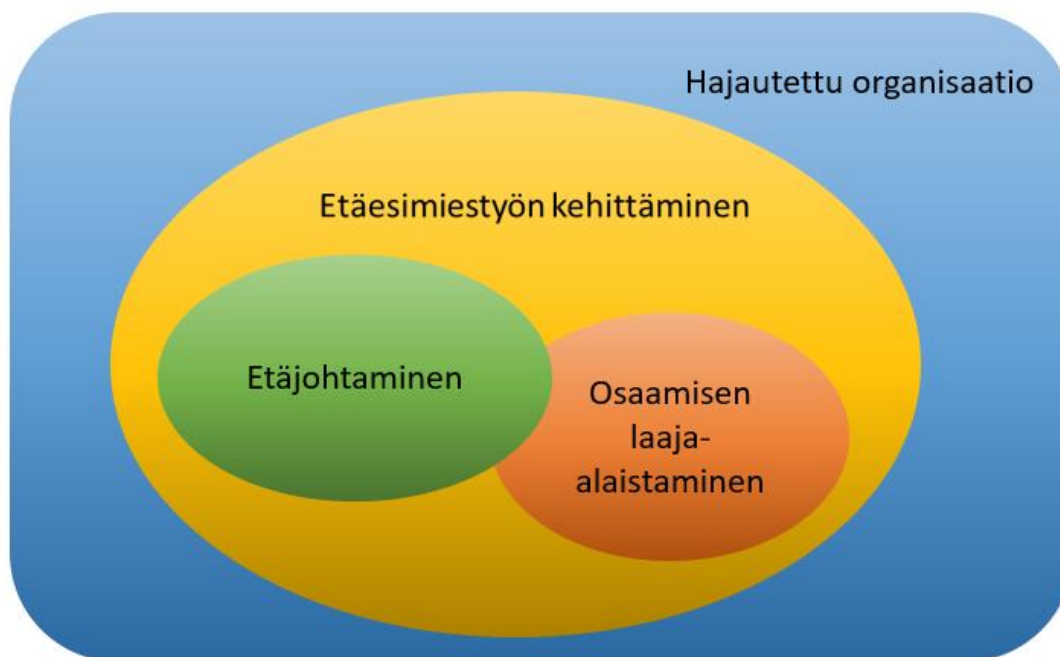 Hajautettu organisaatio
Etäesimiestyön kehittäminen
Etäjohtaminen
Osaamisen
laaja-
alaistaminen